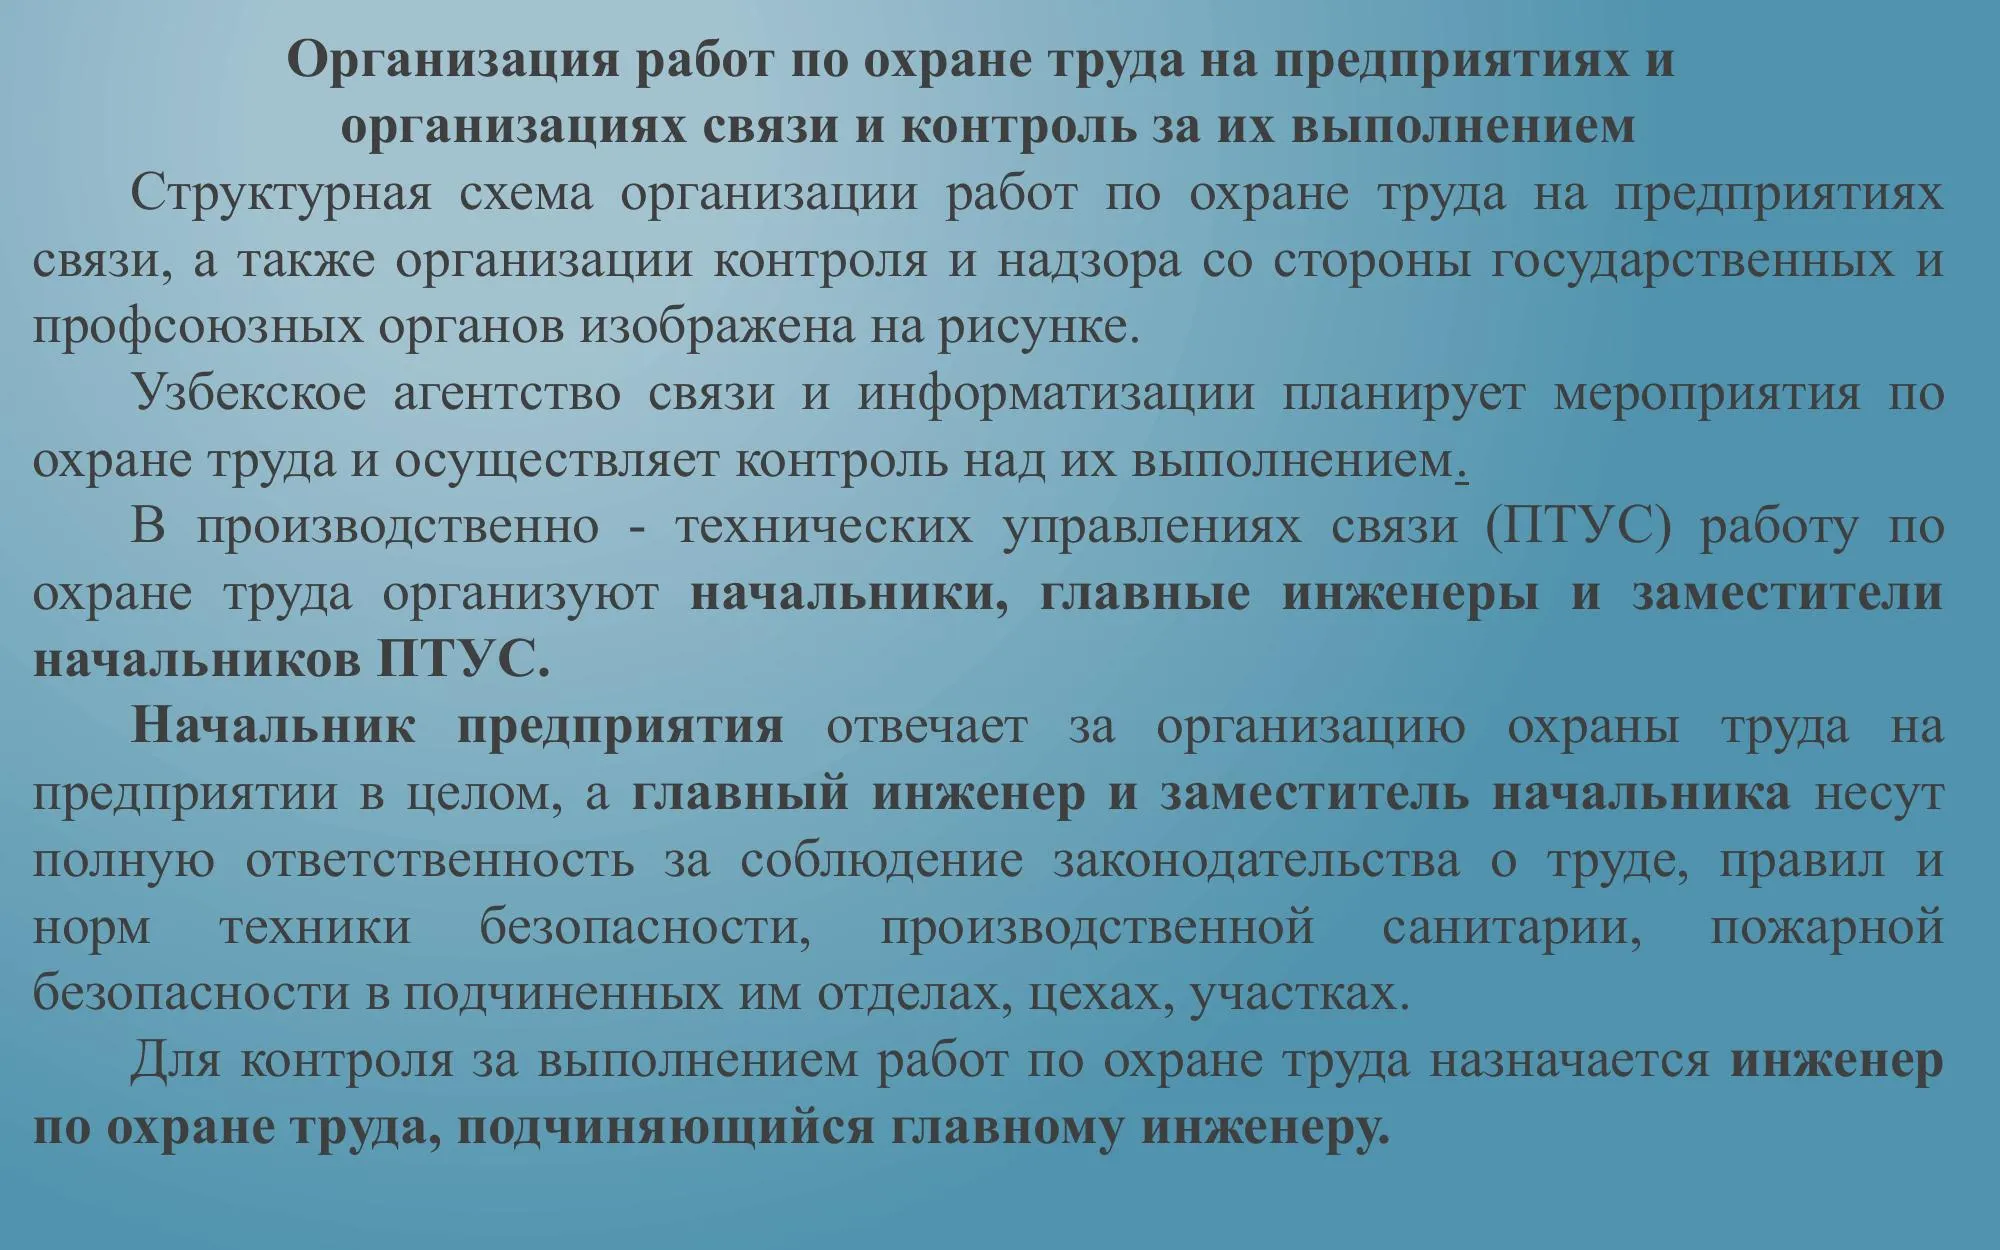 Организация работ по охране труда на предприятиях и
организациях связи и контроль за их выполнением
Структурная схема организации работ по охране труда на предприятиях
связи, а также организации контроля и надзора со стороны государственных и
профсоюзных органов изображена на рисунке.
Узбекское агентство связи и информатизации планирует мероприятия по
охране труда и осуществляет контроль над их выполнением.
В производственно - технических управлениях связи (ПТУС) работу по
охране труда организуют начальники, главные инженеры и заместители
начальников ПТУС.
Начальник предприятия отвечает за организацию охраны труда на
предприятии в целом, а главный инженер и заместитель начальника несут
полную ответственность за соблюдение законодательства о труде, правил и
норм техники безопасности, производственной санитарии, пожарной
безопасности в подчиненных им отделах, цехах, участках.
Для контроля за выполнением работ по охране труда назначается инженер
по охране труда, подчиняющийся главному инженеру.